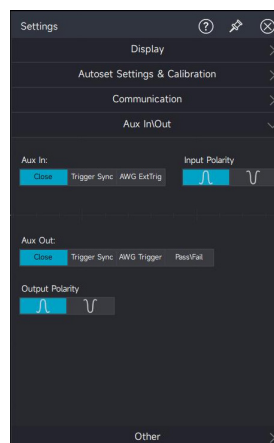 Settings ?
Display
Autoset Settings & Calibration
Communication
Aux In\Out
Aux In: Input Polarity
Close Trigger Sync AWG ExtTrig
Aux Out:
Close Trigger Sync AWG Trigger Pass\Fail
Output Polarity
Other